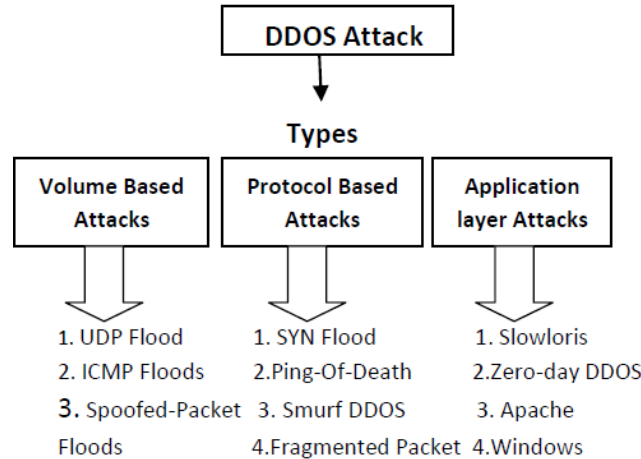 DDOS Attack
Types
Volume Based
Attacks
Protocol Based
Attacks
Application
layer Attacks
1. UDP Flood
2. ICMP Floods
3. Spoofed-Packet
Floods
1. SYN Flood
2.Ping-Of-Death
3. Smurf DDOS
4.Fragmented Packet
1. Slowloris
2.Zero-day DDOS
3. Apache
4.Windows